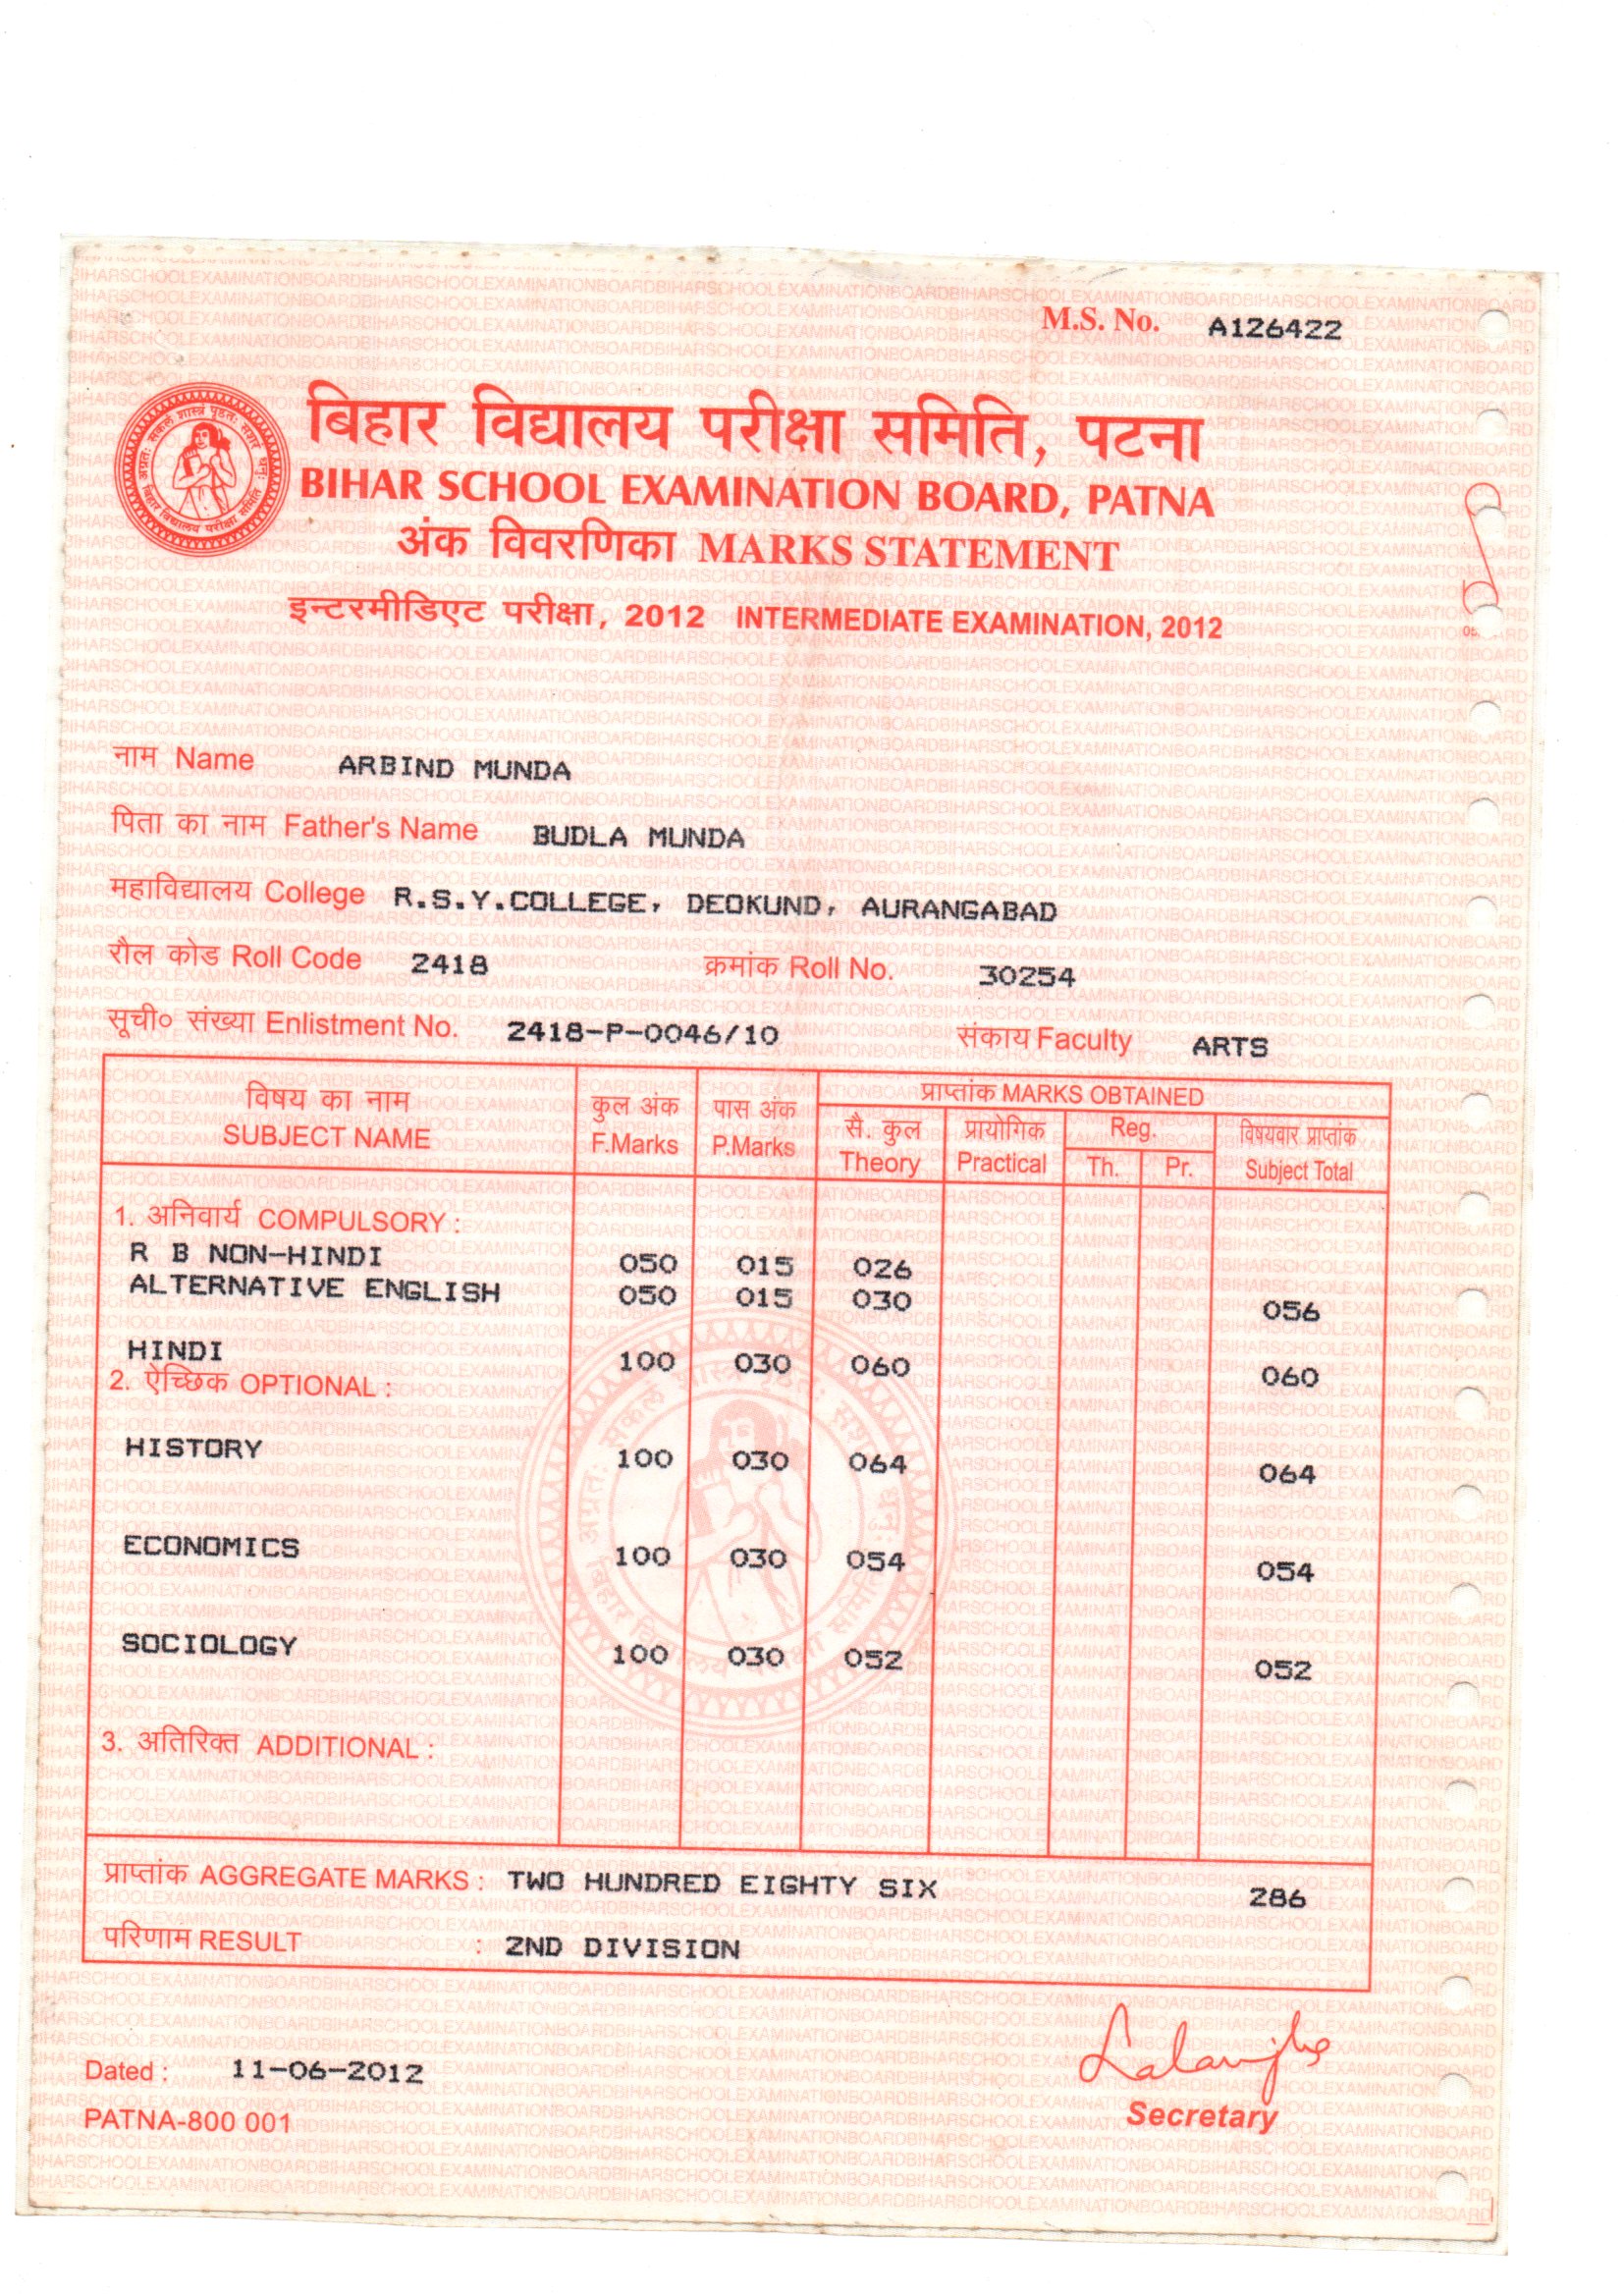 M.S. No. A126422
बिहार विद्यालय परीक्षा समिति, पटना
BIHAR SCHOOL EXAMINATION BOARD, PATNA
अंक विवरणिका MARKS STATEMENT
इन्टरमीडिएट परीक्षा, 2012 INTERMEDIATE EXAMINATION, 2012
नाम Name ARBIND MUNDA
पिता का नाम Father's Name BUDLA MUNDA
महाविद्यालय College R.S.Y.COLLEGE, DEOKUND, AURANGABAD
रौल कोड Roll Code 2418 क्रमांक Roll No. 30254
सूची० संख्या Enlistment No. 2418-P-0046/10 संकाय Faculty ARTS
विषय का नाम कुल अंक पास अंक प्राप्तांक MARKS OBTAINED
SUBJECT NAME F.Marks P.Marks सै. कुल प्रायोगिक Reg. विषयवार प्राप्तांक
Theory Practical Th. Pr. Subject Total
1. अनिवार्य COMPULSORY :
R B NON-HINDI 050 015 026
ALTERNATIVE ENGLISH 050 015 030 056
HINDI 100 030 060 060
2. ऐच्छिक OPTIONAL :
HISTORY 100 030 064 064
ECONOMICS 100 030 054 054
SOCIOLOGY 100 030 052 052
3. अतिरिक्त ADDITIONAL :
प्राप्तांक AGGREGATE MARKS : TWO HUNDRED EIGHTY SIX 286
परिणाम RESULT : 2ND DIVISION
Dated : 11-06-2012
PATNA-800 001
Secretary